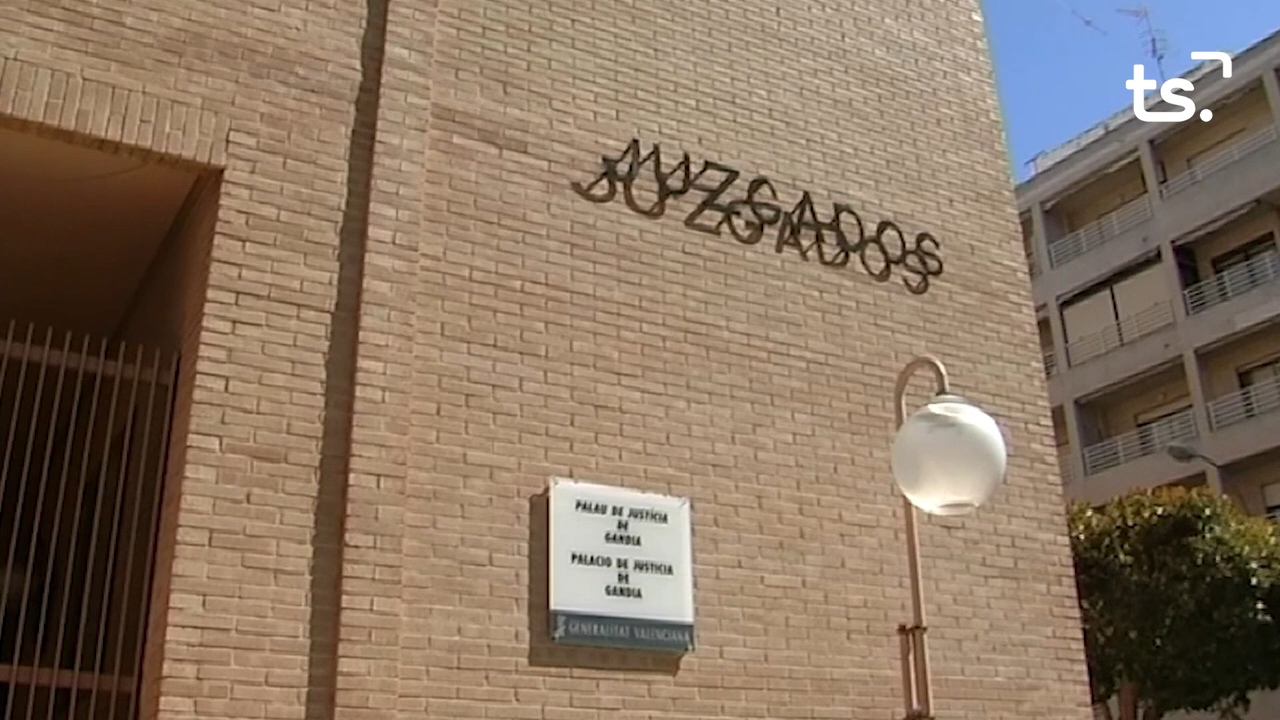 ts.
JUZGADOS
PALAU DE JUSTÍCIA
DE
GANDIA
PALACIO DE JUSTICIA
DE
GANDIA
GENERALITAT VALENCIANA